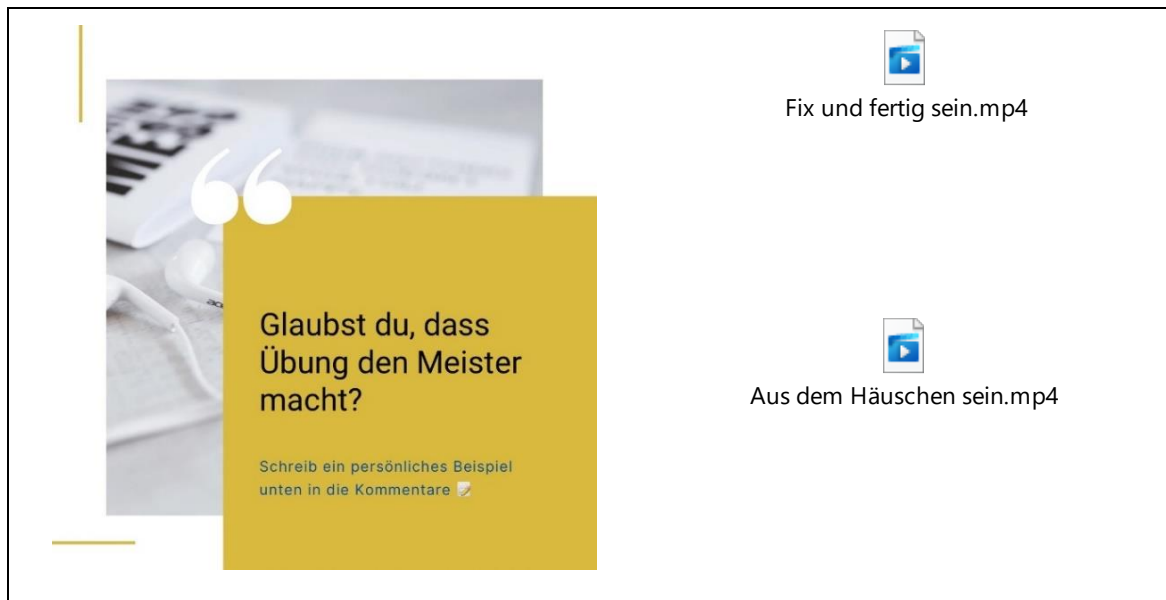 Fix und fertig sein.mp4
Glaubst du, dass
Übung den Meister
macht?
Schreib ein persönliches Beispiel
unten in die Kommentare 📝
Aus dem Häuschen sein.mp4